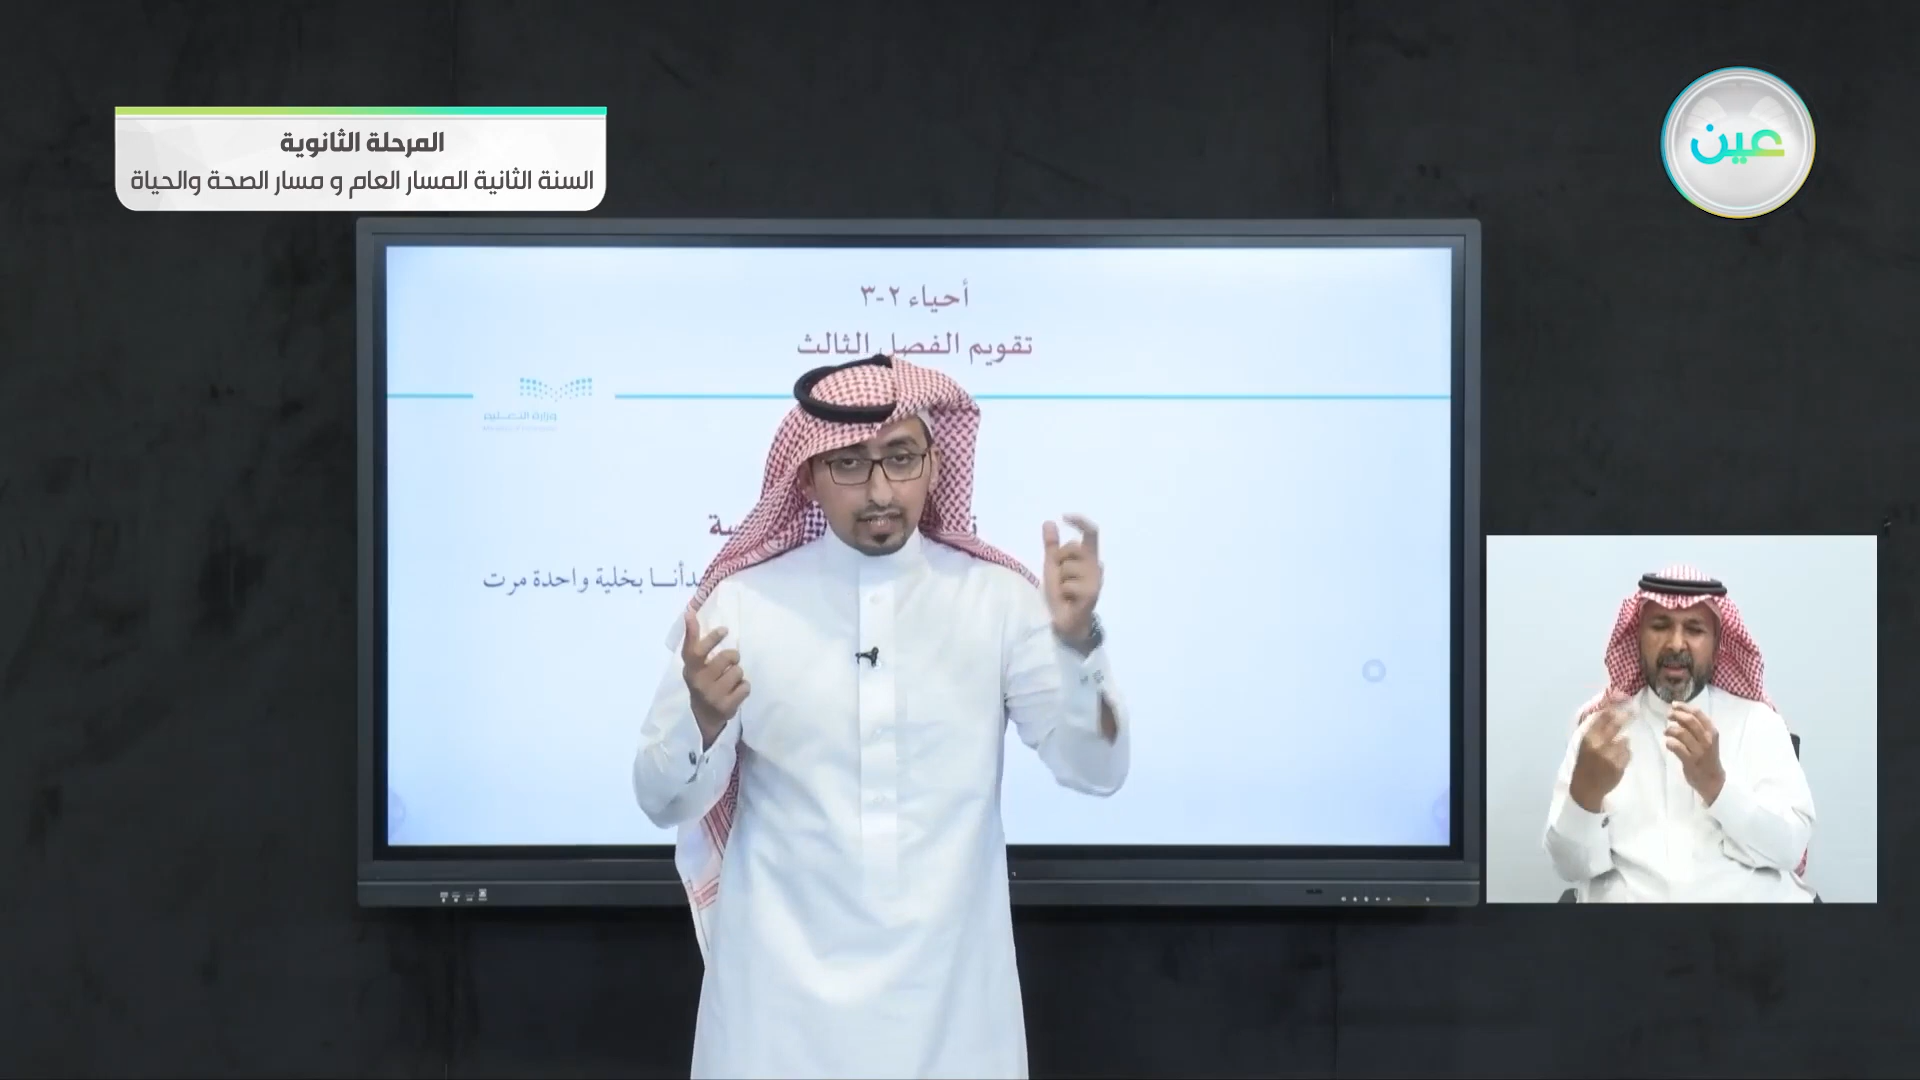 المرحلة الثانوية
السنة الثانية المسار العام و مسار الصحة والحياة
عين
أحياء ٢-٣
تقويم الفصل الثالث
وزارة التعليم
بخلية واحدة مرت